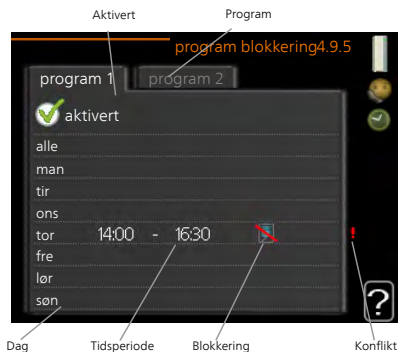 Aktivert Program
program blokkering4.9.5
program 1 program 2
aktivert
alle
man
tir
ons
tor 14:00 - 16:30 !
fre
lør
søn
?
Dag Tidsperiode Blokkering Konflikt